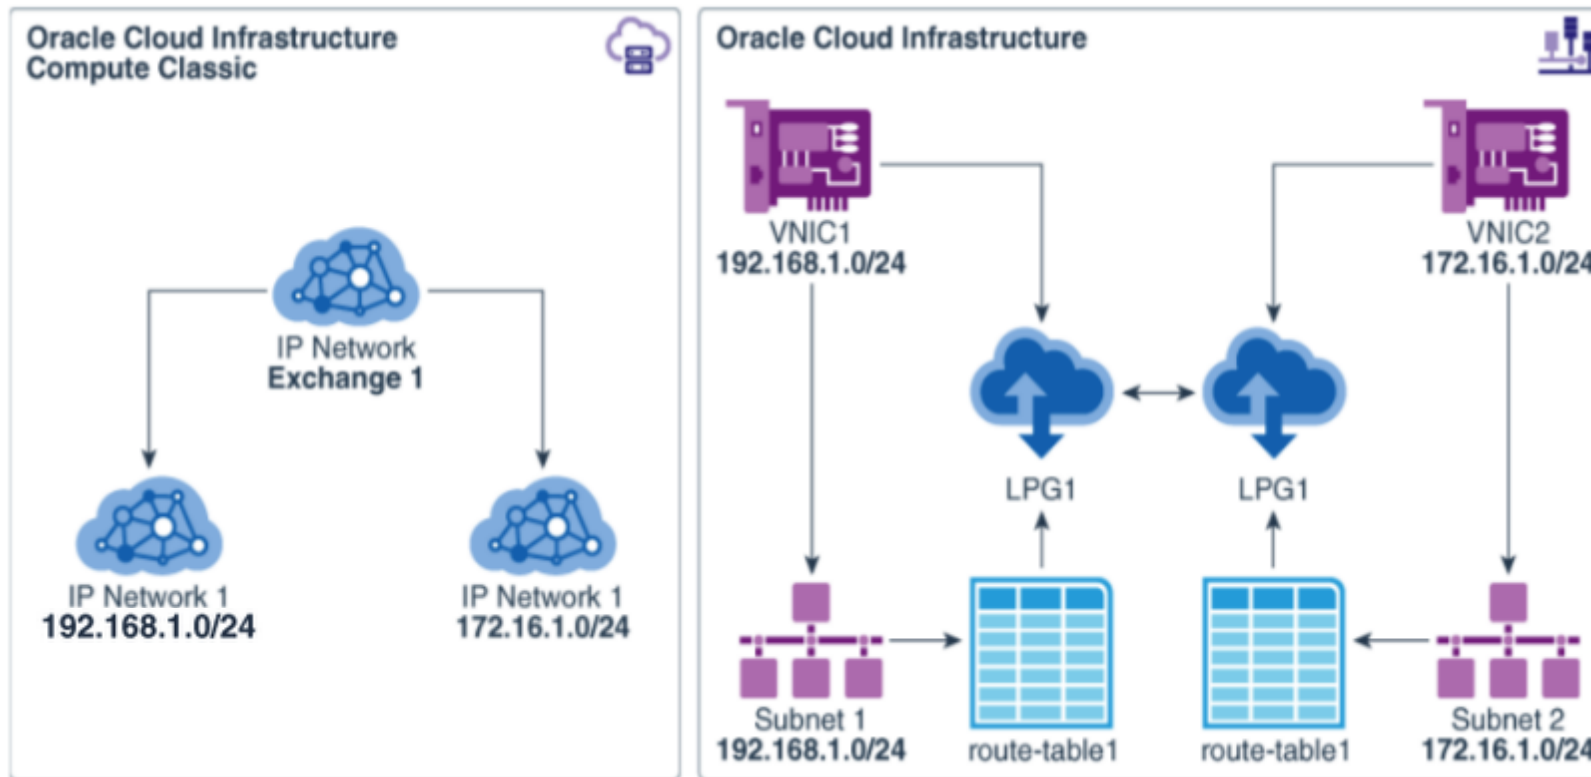 Oracle Cloud Infrastructure
Compute Classic
IP Network
Exchange 1
IP Network 1
192.168.1.0/24
IP Network 1
172.16.1.0/24
Oracle Cloud Infrastructure
VNIC1
192.168.1.0/24
VNIC2
172.16.1.0/24
LPG1
LPG1
Subnet 1
192.168.1.0/24
route-table1
route-table1
Subnet 2
172.16.1.0/24